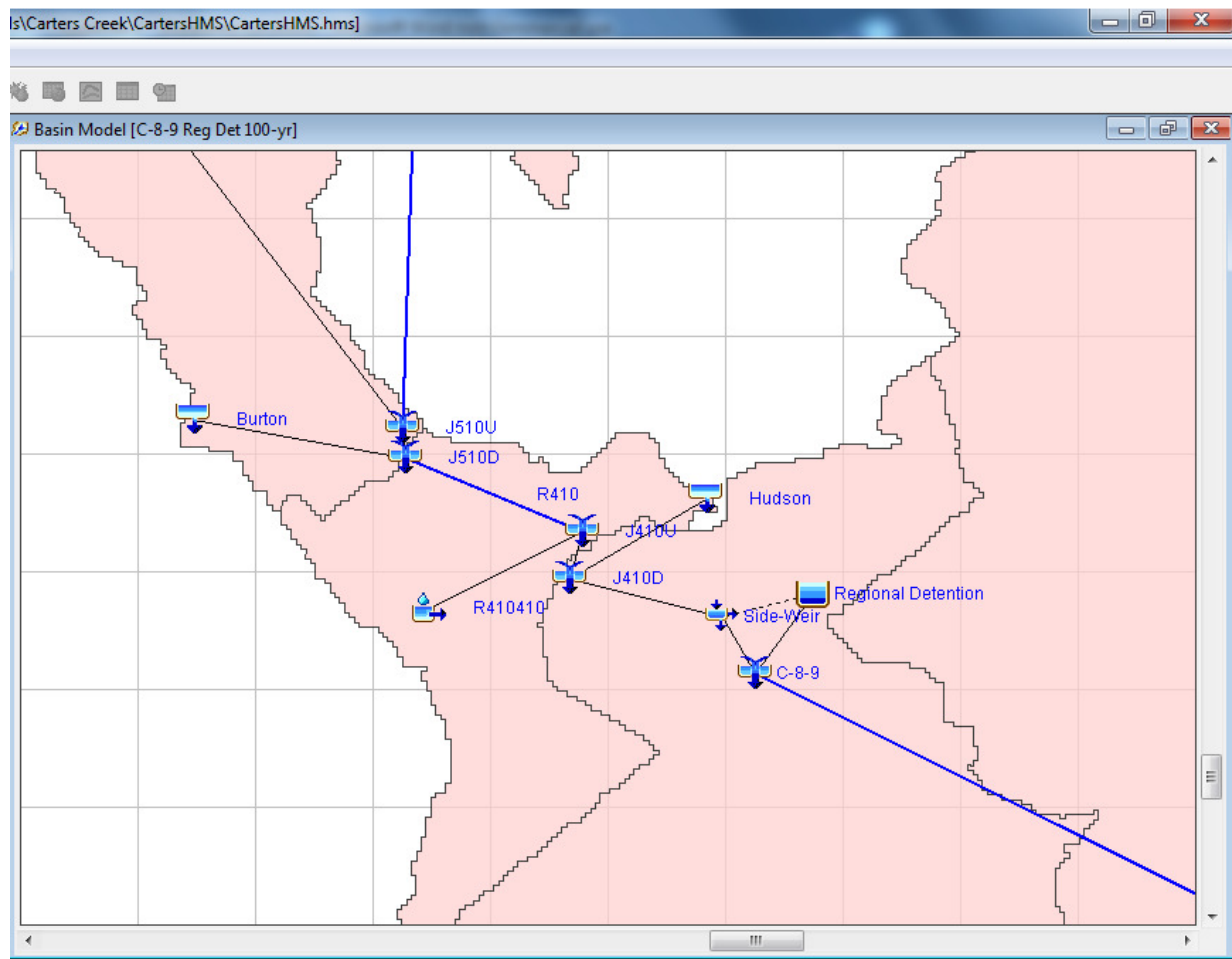 ls\Carters Creek\CartersHMS\CartersHMS.hms]
Basin Model [C-8-9 Reg Det 100-yr]
Burton
J510U
J510D
R410
Hudson
J410U
J410D
Regional Detention
R410410
Side-Weir
C-8-9